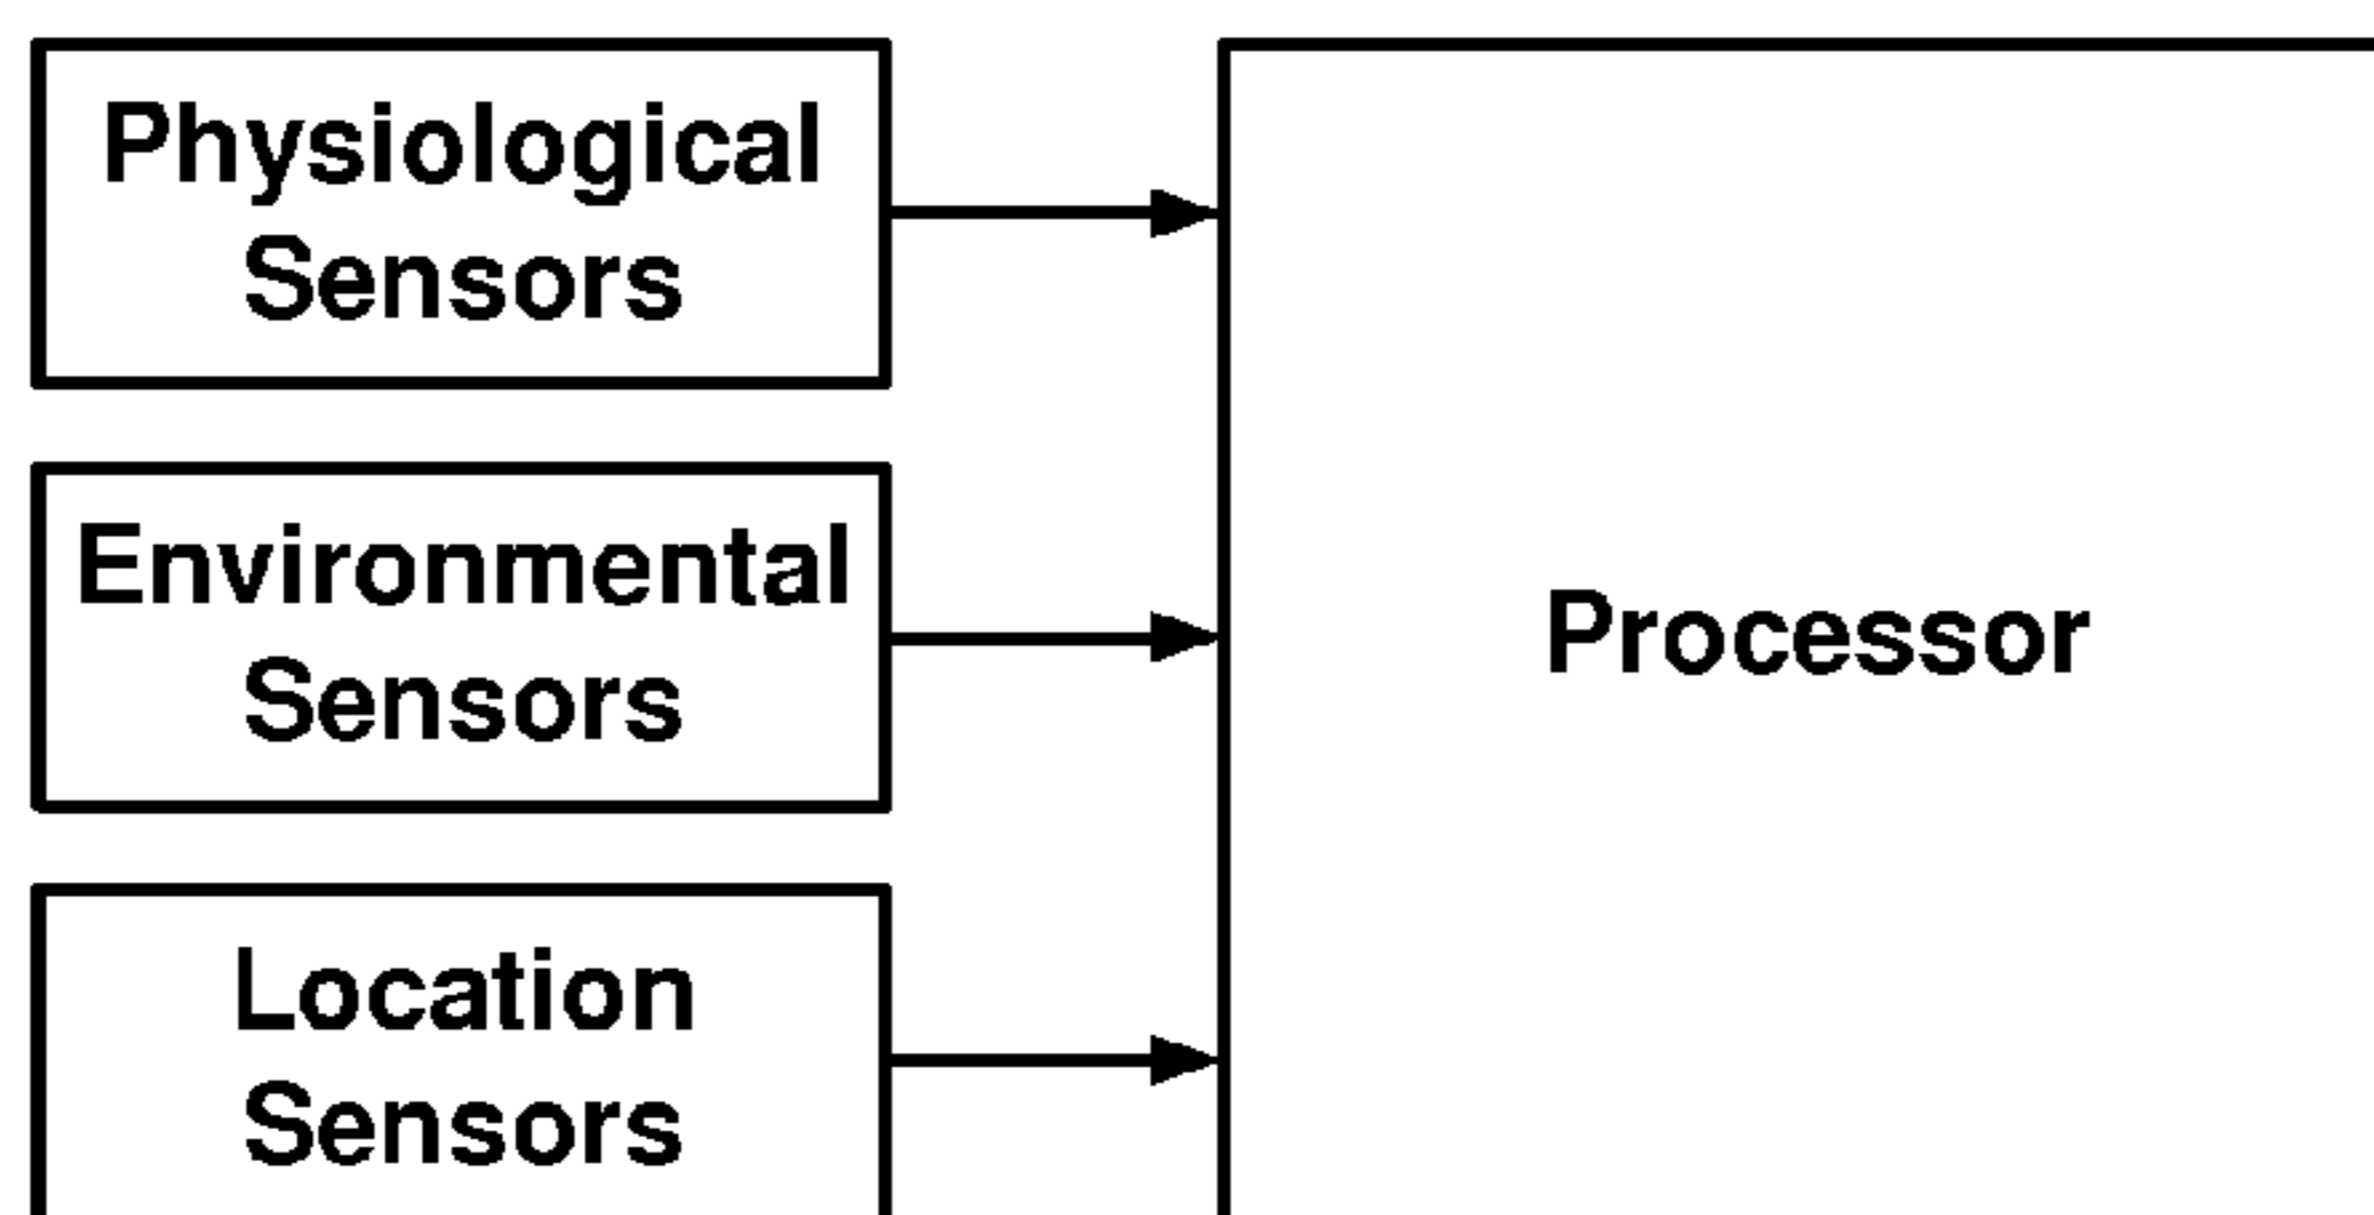 Physiological
Sensors
Environmental
Sensors
Processor
Location
Sensors